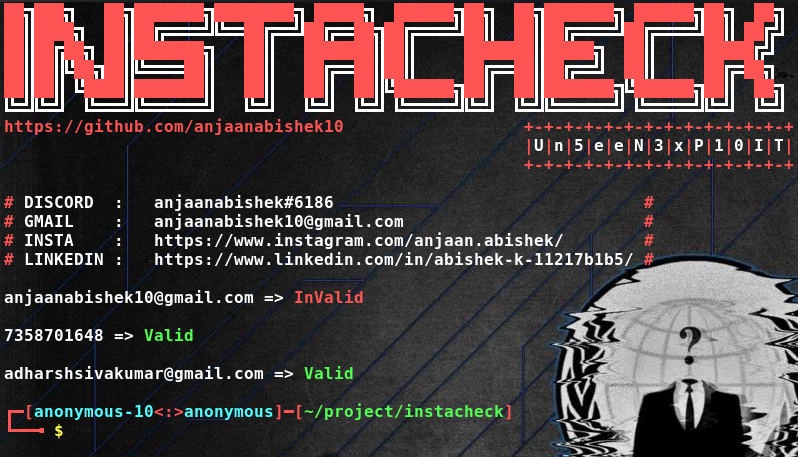 INSTACHECK
https://github.com/anjaanabishek10
+-+-+-+-+-+-+-+-+-+-+-+-+-+
|U|n|5|e|e|N|3|x|P|1|0|I|T|
+-+-+-+-+-+-+-+-+-+-+-+-+-+
# DISCORD : anjaanabishek#6186 #
# GMAIL : anjaanabishek10@gmail.com #
# INSTA : https://www.instagram.com/anjaan.abishek/ #
# LINKEDIN : https://www.linkedin.com/in/abishek-k-11217b1b5/ #
anjaanabishek10@gmail.com => InValid
7358701648 => Valid
adharshsivakumar@gmail.com => Valid
┌─[anonymous-10<:>anonymous]─[~/project/instacheck]
└──╼ $
?